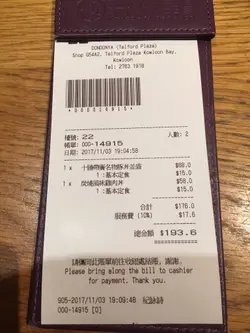 DONDONYA (Telford Plaza)
Shop G54A2, Telford Plaza Kowloon Bay,
Kowloon
Tel: 2763 1618
*000014915*
檯號: 22
人數: 2
帳單: 000-14915
日期: 2017/11/03 19:04:58
1 x $88.0
1 :基本定食 $15.0
1 x $58.0
1 :基本定食 $15.0
合計 $176.0
服務費 (10%) $17.6
總金額 $193.6
Please bring along the bill to cashier
for payment. Thank you.
905-2017/11/03 19:09:48
000-14915 [0]